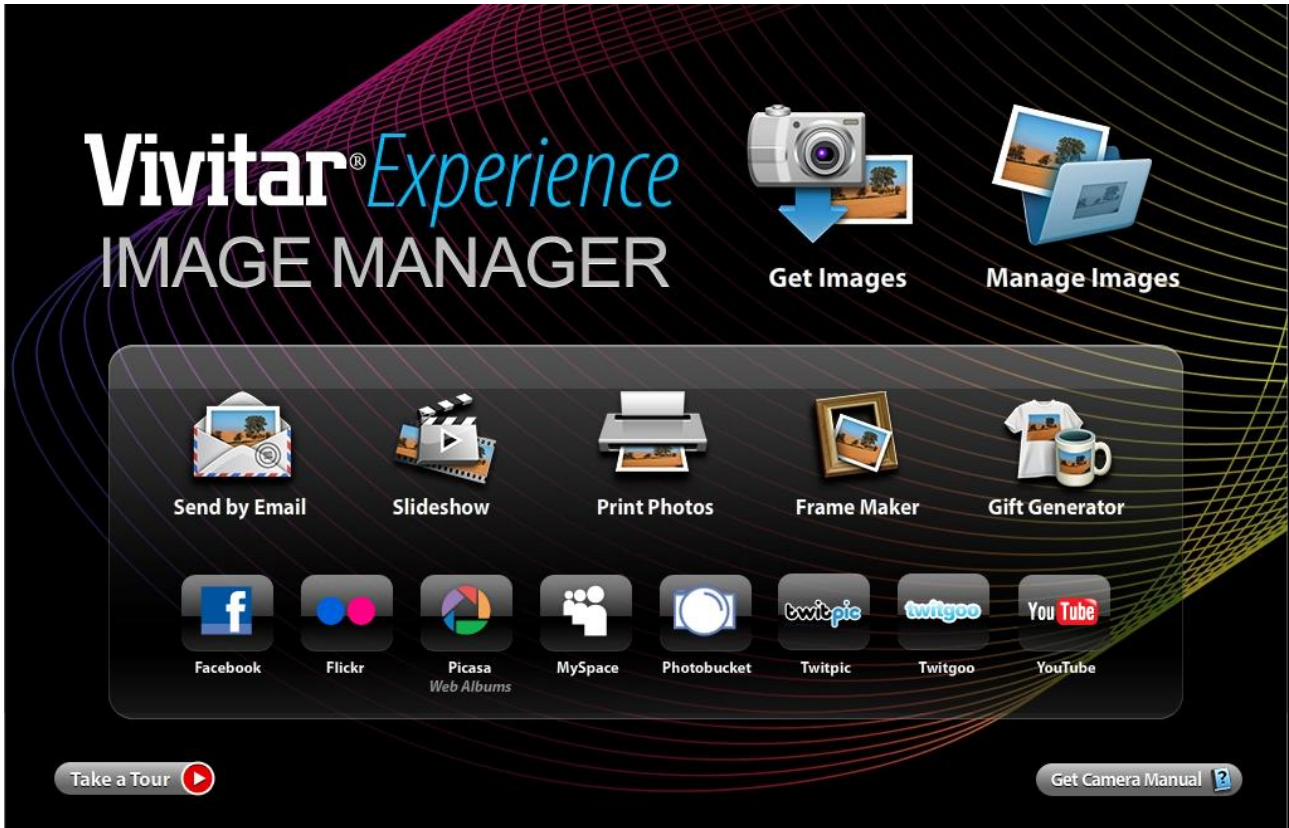 Vivitar® Experience
IMAGE MANAGER
Get Images
Manage Images
Send by Email
Slideshow
Print Photos
Frame Maker
Gift Generator
f
twitpic
twitgoo
You Tube
Facebook
Flickr
Picasa
Web Albums
MySpace
Photobucket
Twitpic
Twitgoo
YouTube
Take a Tour
Get Camera Manual ?